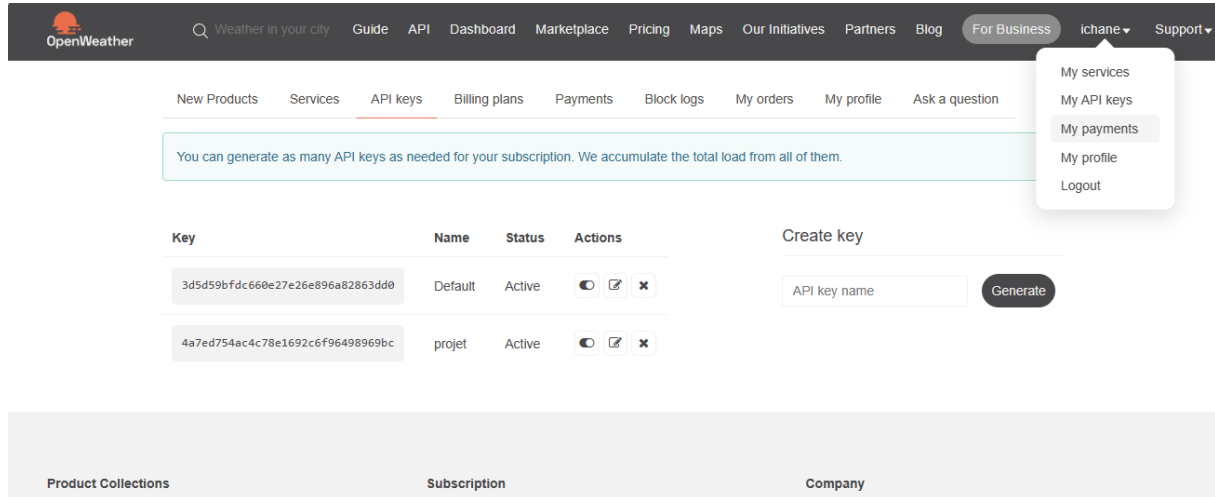 OpenWeather
Weather in your city Guide API Dashboard Marketplace Pricing Maps Our Initiatives Partners Blog For Business ichane Support
My services
My API keys
My payments
My profile
Logout
New Products Services API keys Billing plans Payments Block logs My orders My profile Ask a question
You can generate as many API keys as needed for your subscription. We accumulate the total load from all of them.
Key Name Status Actions
3d5d59bfdc660e27e26e896a82863dd0 Default Active
4a7ed754ac4c78e1692c6f96498969bc projet Active
Create key
API key name Generate
Product Collections Subscription Company